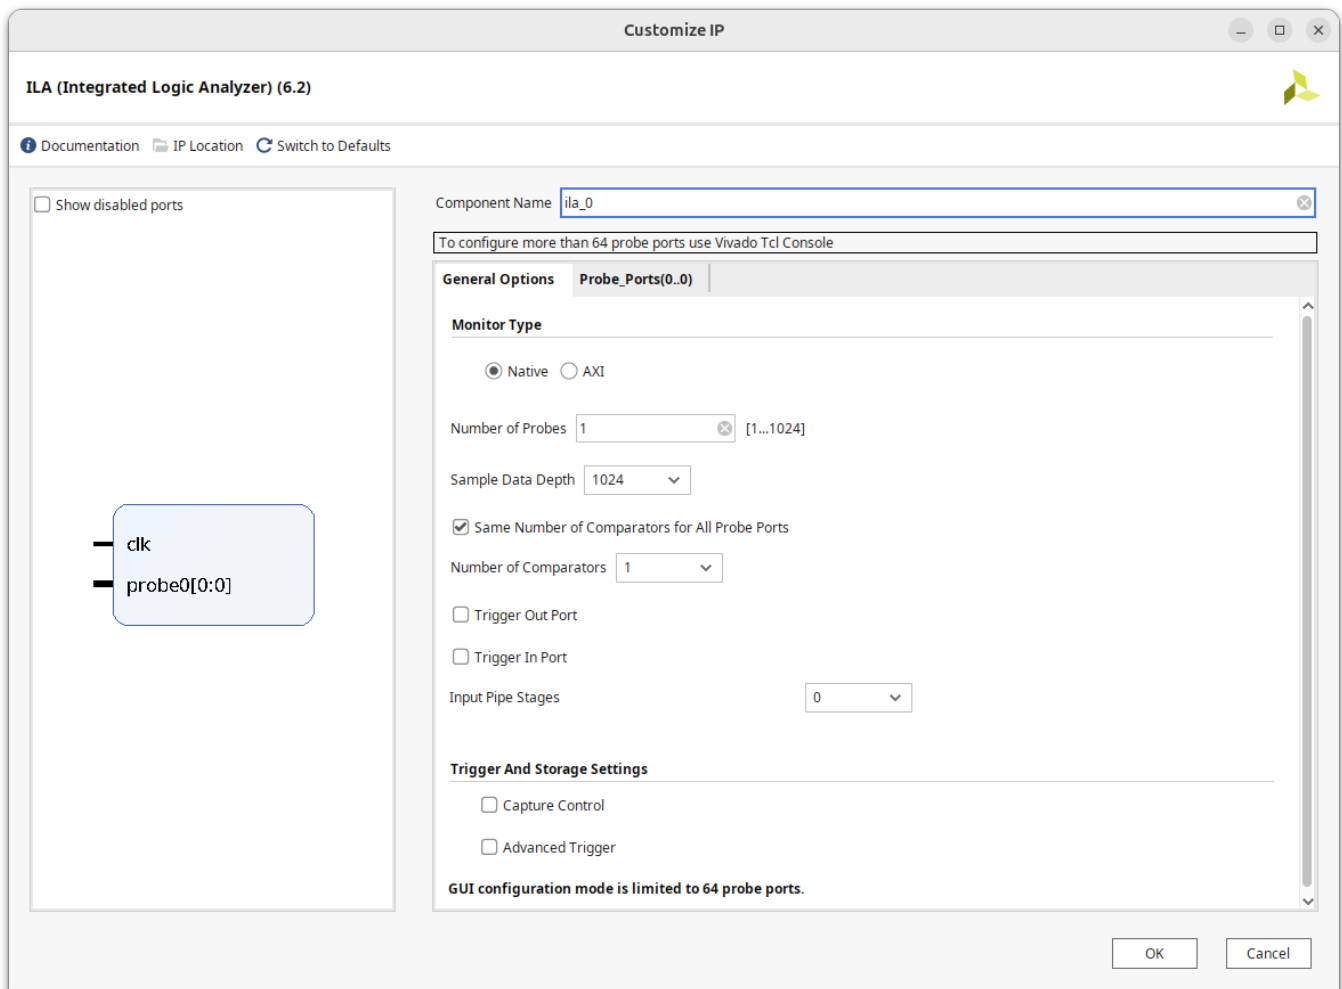 Customize IP
ILA (Integrated Logic Analyzer) (6.2)
Documentation IP Location Switch to Defaults
Show disabled ports
clk
probe0[0:0]
Component Name ila_0
To configure more than 64 probe ports use Vivado Tcl Console
General Options Probe_Ports(0..0)
Monitor Type
Native AXI
Number of Probes 1 [1...1024]
Sample Data Depth 1024
Same Number of Comparators for All Probe Ports
Number of Comparators 1
Trigger Out Port
Trigger In Port
Input Pipe Stages 0
Trigger And Storage Settings
Capture Control
Advanced Trigger
GUI configuration mode is limited to 64 probe ports.
OK Cancel